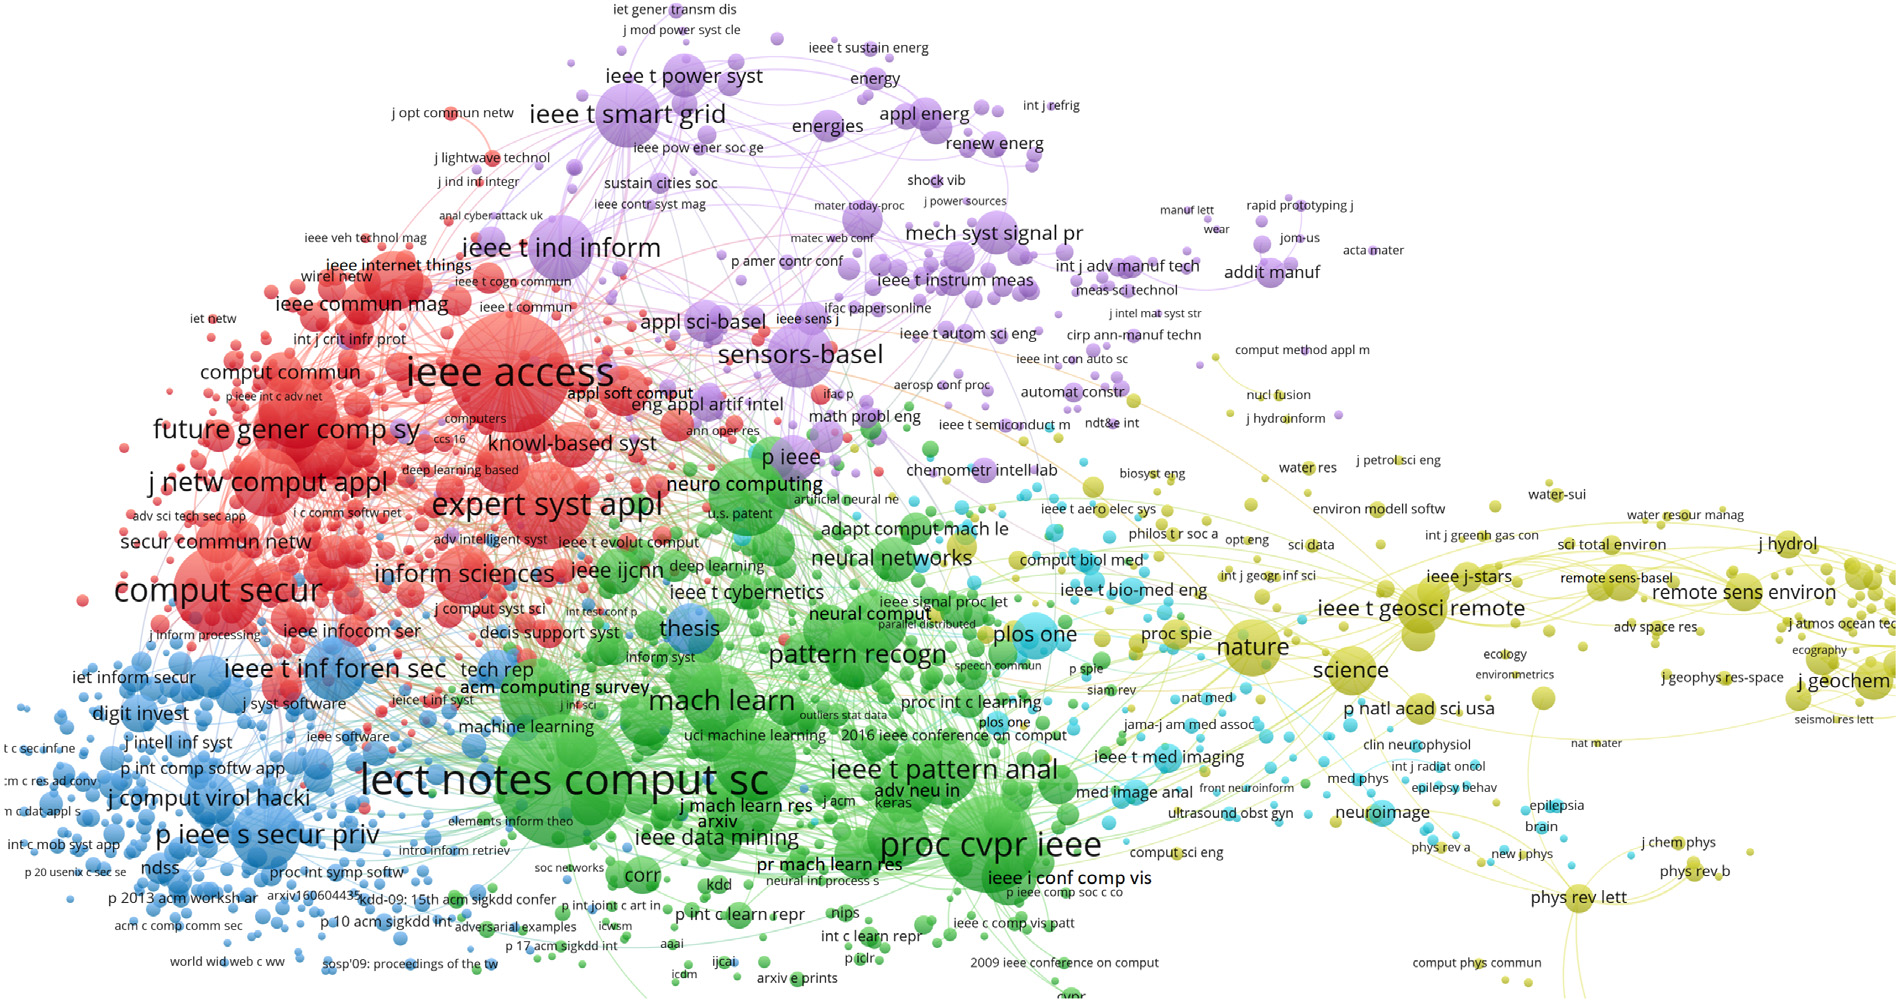 iet gener transm dis
j mod power syst cle
ieee t sustain energ
ieee t power syst
energy
j opt commun netw
ieee t smart grid
energies
appl energ
int j refrig
ieee pow ener soc ge
renew energ
j lightwave technol
j ind inf integr
sustain cities soc
shock vib
ieee contr syst mag
mater today-proc
j power sources
manuf lett
rapid prototyping j
anal cyber attack uk
wear
ieee veh technol mag
ieee t ind inform
matec web conf
mech syst signal pr
jom-us
acta mater
ieee internet things
wirel netw
ieee t cogn commun
p amer contr conf
ieee t instrum meas
int j adv manuf tech
addit manuf
meas sci technol
ieee commun mag
ieee t commun
iet netw
appl sci-basel
ieee sens j
ifac papersonline
j intel mat syst str
int j crit infr prot
ieee t autom sci eng
cirp ann-manuf techn
sensors-basel
ieee int con auto sc
comput method appl m
comput commun
ieee access
p ieee int c adv net
appl soft comput
eng appl artif intel
ifac p
aerosp conf proc
automat constr
nucl fusion
computers
math probl eng
j hydroinform
future gener comp sy
ccs 16
knowl-based syst
ann oper res
ieee t semiconduct m
ndt&e int
p ieee
deep learning based
chemometr intell lab
biosyst eng
water res
j petrol sci eng
j netw comput appl
neuro computing
artificial neural ne
water-sui
adv sci tech sec app
i c comm softw net
expert syst appl
u.s. patent
ieee t aero elec sys
environ modell softw
water resour manag
secur commun netw
adv intelligent syst
ieee t evolut comput
adapt comput mach le
philos t r soc a
opt eng
sci data
int j greenh gas con
sci total environ
j hydrol
neural networks
comput biol med
comput secur
inform sciences
ieee ijcnn
deep learning
int j geogr inf sci
ieee j-stars
remote sens-basel
remote sens environ
ieee t cybernetics
ieee t bio-med eng
j comput syst sci
int test conf p
neural comput
ieee signal proc let
ieee t geosci remote
j inform processing
ieee infocom ser
decis support syst
thesis
parallel distributed
plos one
proc spie
adv space res
j atmos ocean tec
ieee t inf foren sec
tech rep
inform syst
pattern recogn
speech commun
p spie
nature
science
ecology
environmetrics
ecography
iet inform secur
acm computing survey
siam rev
nat med
j geophys res-space
j geochem
j syst software
ieice t inf syst
j inf sci
mach learn
proc int c learning
p natl acad sci usa
digit invest
machine learning
outliers stat data
plos one
jama-j am med assoc
seismol res lett
t c sec inf ne
j intell inf syst
ieee software
uci machine learning
2016 ieee conference on comput
clin neurophysiol
nat mater
p int comp softw app
lect notes comput sc
ieee t pattern anal
ieee t med imaging
int j radiat oncol
:m c res ad conv
med phys
j comput virol hacki
j mach learn res
j acm
adv neu in
keras
med image anal
front neuroinform
epilepsy behav
m c dat appl s
elements inform theo
arxiv
ultrasound obst gyn
neuroimage
epilepsia
brain
p ieee s secur priv
ieee data mining
proc cvpr ieee
int c mob syst app
intro inform retriev
comput sci eng
phys rev a
new j phys
j chem phys
p 20 usenix c sec se
ndss
proc int symp softw
soc networks
corr
pr mach learn res
neural inf process s
ieee i conf comp vis
phys rev b
p 2013 acm worksh ar
arxiv160604435
kdd-09: 15th acm sigkdd confer
kdd
p ieee comp soc c co
phys rev lett
acm c comp comm sec
p 10 acm sigkdd int
adversarial examples
p int joint c art in
icwsm
p int c learn repr
nips
ieee c comp vis patt
p 17 acm sigkdd int
aaai
int c learn repr
world wid web c ww
sosp'09: proceedings of the tw
ijcai
icdm
p iclr
arxiv e prints
2009 ieee conference on comput
comput phys commun
cvpr